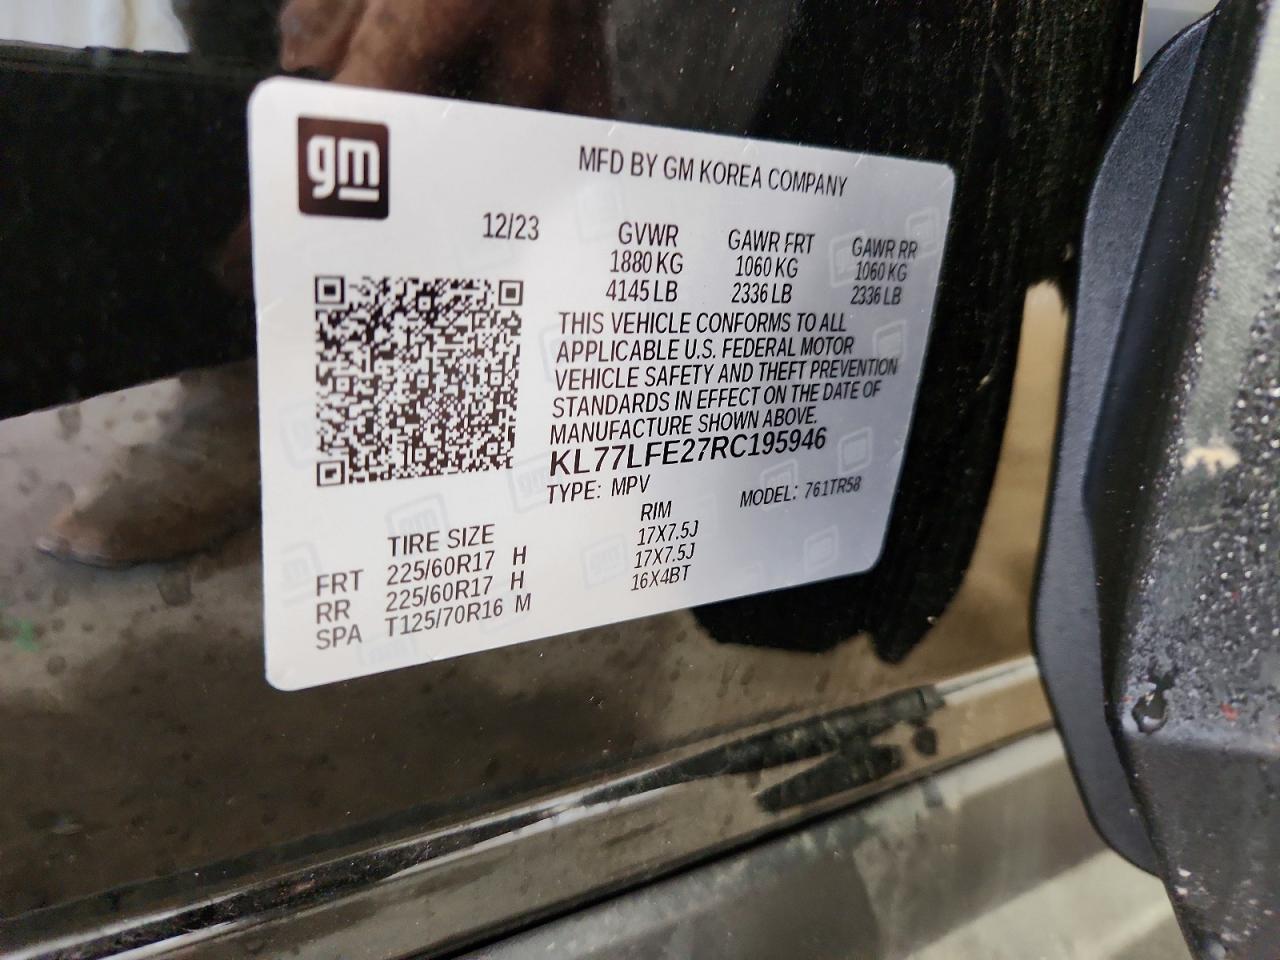 gm
MFD BY GM KOREA COMPANY
12/23 GVWR GAWR FRT GAWR RR
1880 KG 1060 KG 1060 KG
4145 LB 2336 LB 2336 LB
THIS VEHICLE CONFORMS TO ALL
APPLICABLE U.S. FEDERAL MOTOR
VEHICLE SAFETY AND THEFT PREVENTION
STANDARDS IN EFFECT ON THE DATE OF
MANUFACTURE SHOWN ABOVE.
KL77LFE27RC195946
TYPE: MPV MODEL: 761TR58
TIRE SIZE RIM
FRT 225/60R17 H 17X7.5J
RR 225/60R17 H 17X7.5J
SPA T125/70R16 M 16X4BT